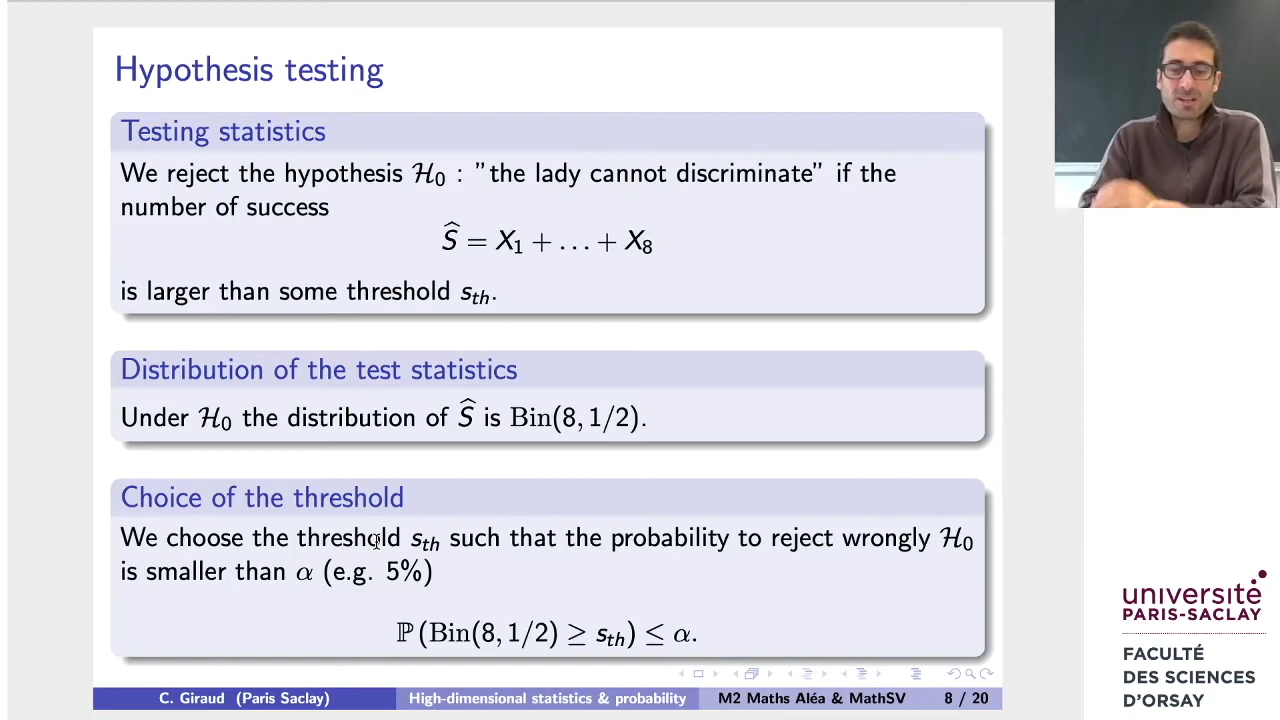 Hypothesis testing
Testing statistics
We reject the hypothesis ℋ₀ : "the lady cannot discriminate" if the
number of success
Ŝ = X₁ + … + X₈
is larger than some threshold sₜₕ.
Distribution of the test statistics
Under ℋ₀ the distribution of Ŝ is Bin(8, 1/2).
Choice of the threshold
We choose the threshold sₜₕ such that the probability to reject wrongly ℋ₀
is smaller than α (e.g. 5%)
ℙ (Bin(8, 1/2) ≥ sₜₕ) ≤ α.
C. Giraud (Paris Saclay) High-dimensional statistics & probability M2 Maths Aléa & MathSV 8 / 20
université
PARIS-SACLAY
FACULTÉ
DES SCIENCES
D'ORSAY